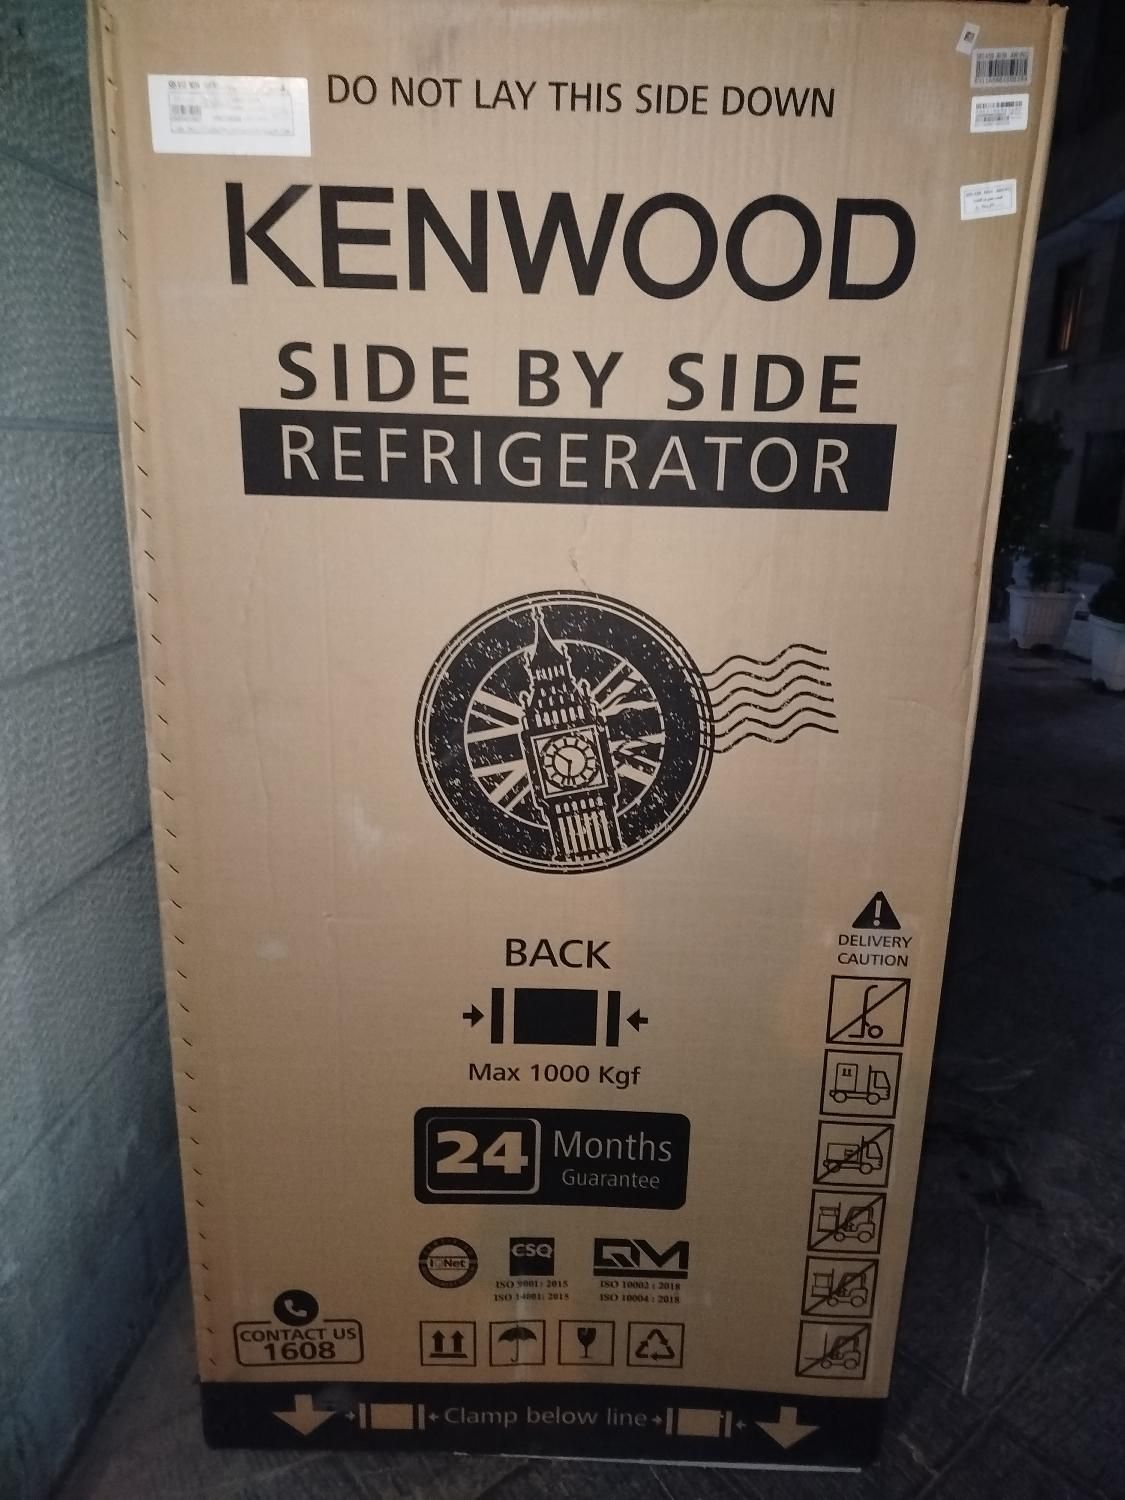 DO NOT LAY THIS SIDE DOWN
KENWOOD
SIDE BY SIDE
REFRIGERATOR
DELIVERY
CAUTION
BACK
Max 1000 Kgf
24 Months
Guarantee
IQNet
CSQ
QM
ISO 9001: 2015
ISO 14001: 2015
ISO 10002 : 2018
ISO 10004 : 2018
CONTACT US
1608
Clamp below line